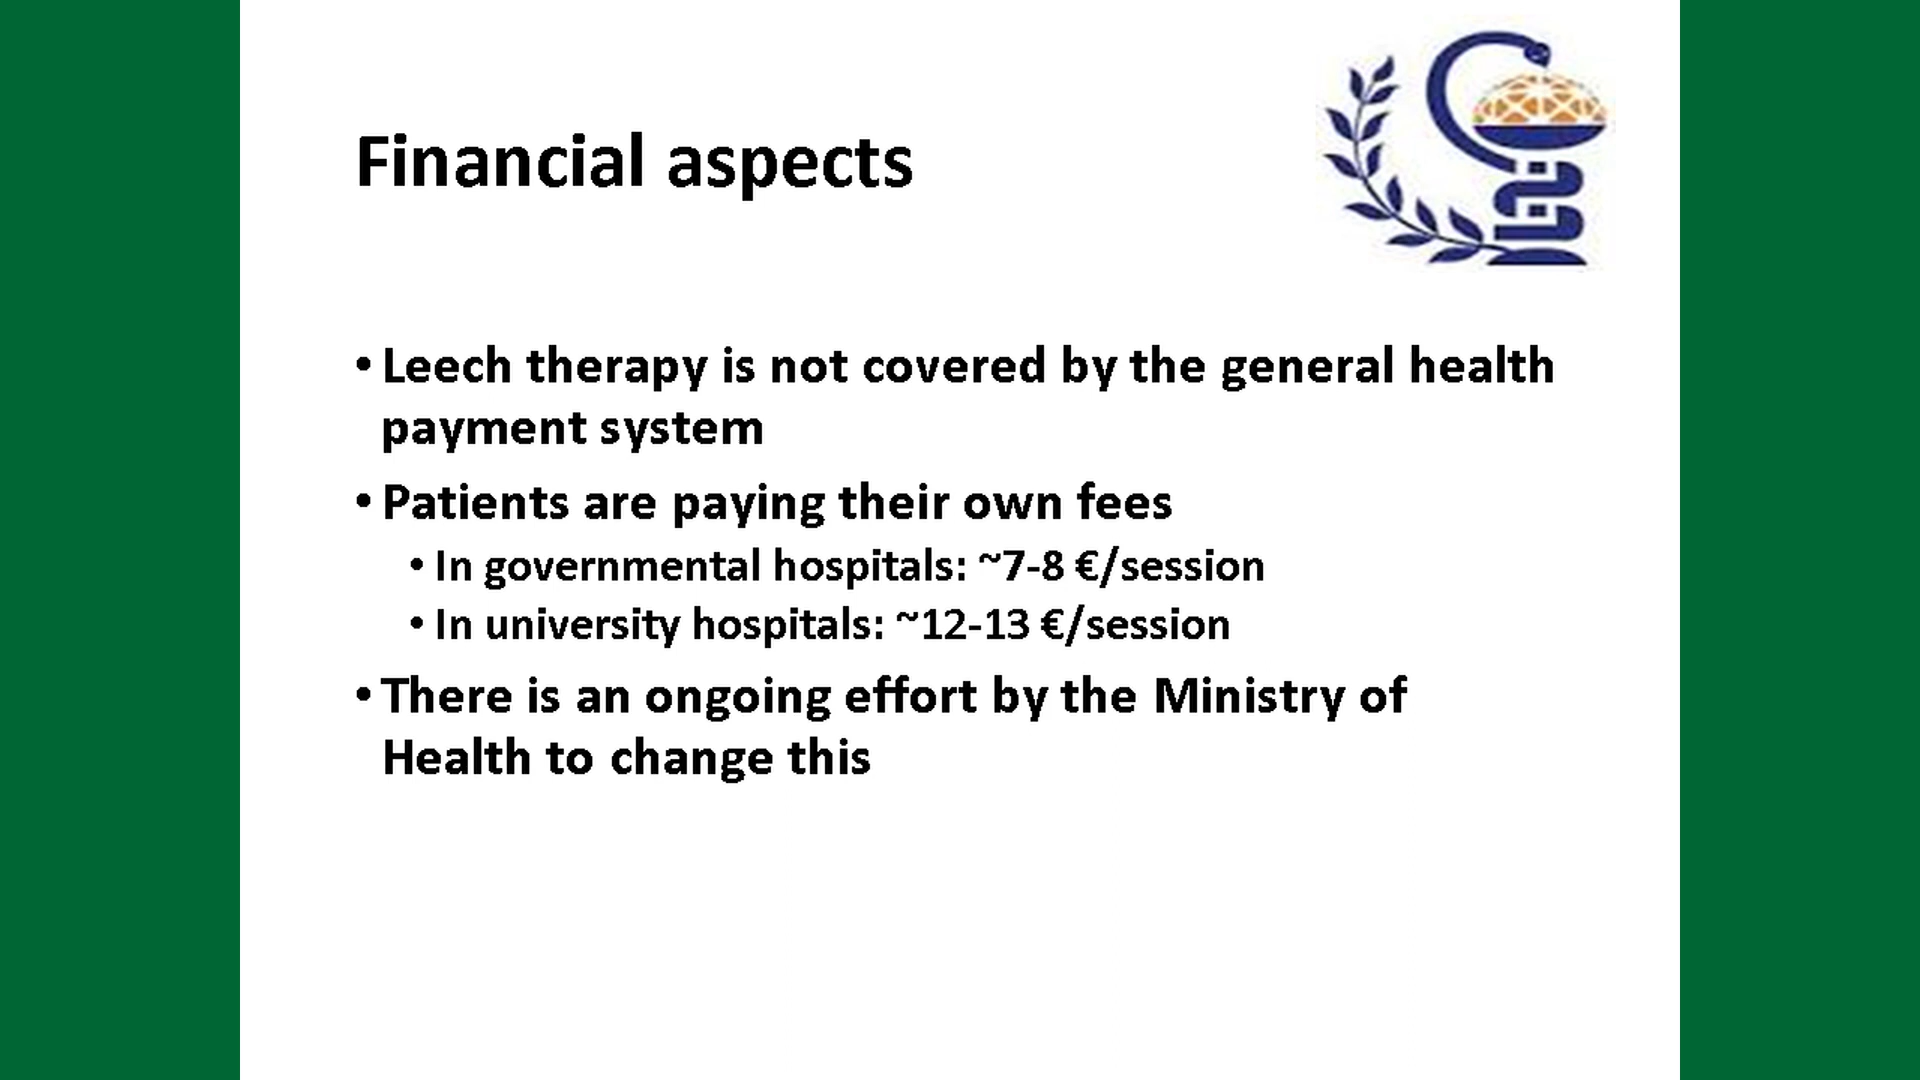 Financial aspects
• Leech therapy is not covered by the general health
payment system
• Patients are paying their own fees
• In governmental hospitals: ~7-8 €/session
• In university hospitals: ~12-13 €/session
• There is an ongoing effort by the Ministry of
Health to change this